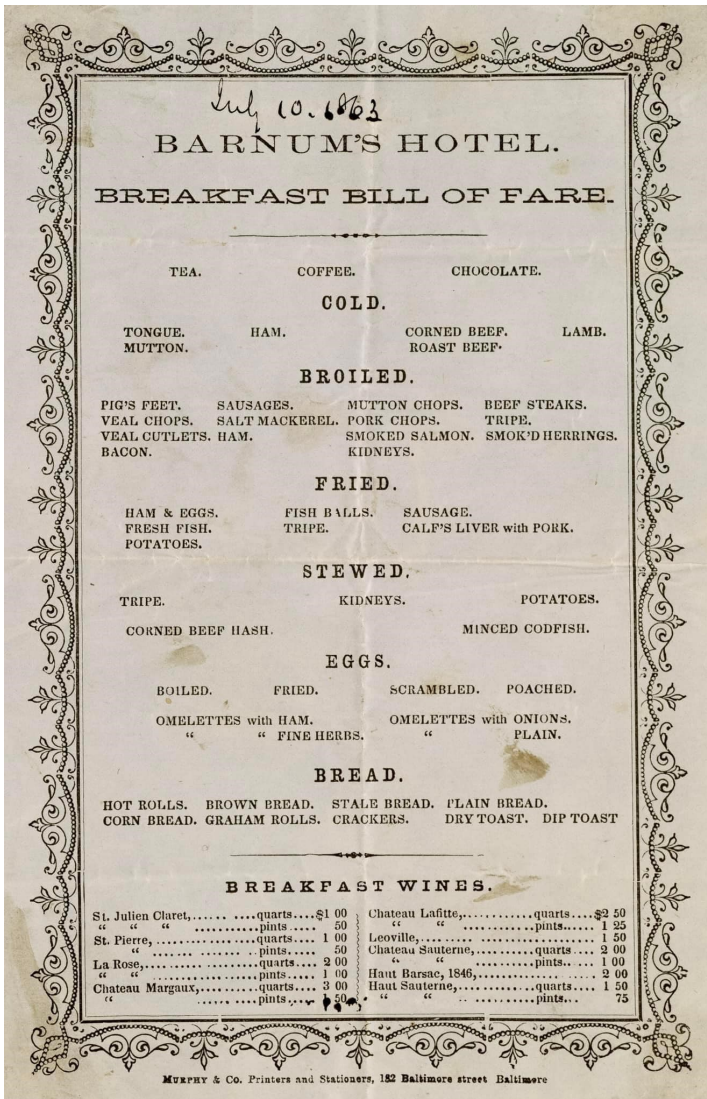 July 10. 1863
BARNUM'S HOTEL.
BREAKFAST BILL OF FARE.
TEA. COFFEE. CHOCOLATE.
COLD.
TONGUE. HAM. CORNED BEEF. LAMB.
MUTTON. ROAST BEEF.
BROILED.
PIG'S FEET. SAUSAGES. MUTTON CHOPS. BEEF STEAKS.
VEAL CHOPS. SALT MACKEREL. PORK CHOPS. TRIPE.
VEAL CUTLETS. HAM. SMOKED SALMON. SMOK'D HERRINGS.
BACON. KIDNEYS.
FRIED.
HAM & EGGS. FISH BALLS. SAUSAGE.
FRESH FISH. TRIPE. CALF'S LIVER with PORK.
POTATOES.
STEWED.
TRIPE. KIDNEYS. POTATOES.
CORNED BEEF HASH. MINCED CODFISH.
EGGS.
BOILED. FRIED. SCRAMBLED. POACHED.
OMELETTES with HAM. OMELETTES with ONIONS.
“ “ FINE HERBS. “ PLAIN.
BREAD.
HOT ROLLS. BROWN BREAD. STALE BREAD. PLAIN BREAD.
CORN BREAD. GRAHAM ROLLS. CRACKERS. DRY TOAST. DIP TOAST
BREAKFAST WINES.
St. Julien Claret,...... ......quarts....$1 00
“ “ “ ............pints..... 50
St. Pierre, ............quarts.... 1 00
“ ............pints..... 50
La Rose,............quarts.... 2 00
“ “ ............pints..... 1 00
Chateau Margaux,..........quarts.... 3 00
“ ............pints..... 1 50
Chateau Lafitte,...........quarts....$2 50
“ “ ...........pints...... 1 25
Leoville, ...................... 1 50
Chateau Sauterne,..........quarts.... 2 00
“ “ ...........pints... 1 00
Haut Barsac, 1846,.................. 2 00
Haut Sauterne,...........quarts.... 1 50
“ “ .. ..........pints... 75
MURPHY & Co. Printers and Stationers, 182 Baltimore street Baltimore